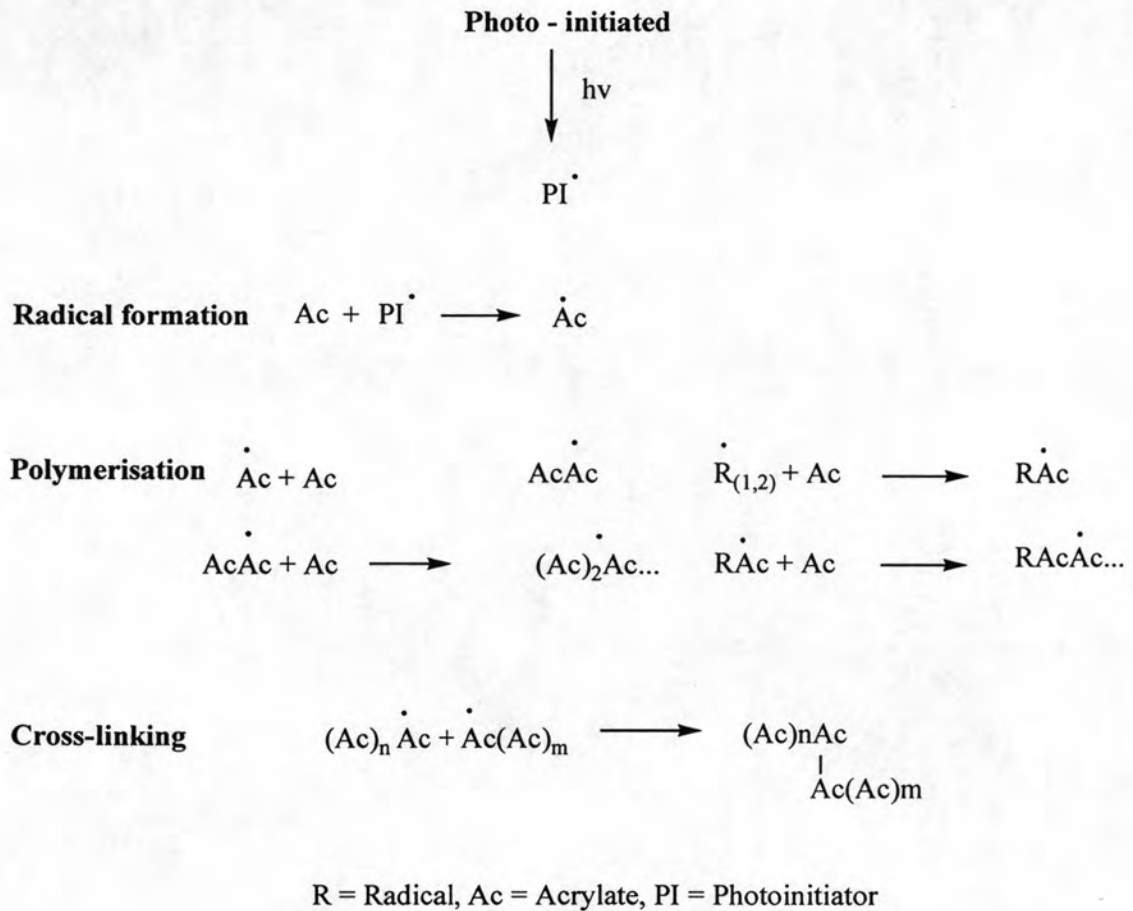 Photo - initiated
hv
PI˙
Radical formation Ac + PI˙ ⟶ Ȧc
Polymerisation Ȧc + Ac AcȦc Ṙ(1,2) + Ac ⟶ RȦc
AcȦc + Ac ⟶ (Ac)₂Ȧc... RȦc + Ac ⟶ RAcȦc...
Cross-linking (Ac)ₙ Ȧc + Ȧc(Ac)ₘ ⟶ (Ac)nAc
Ac(Ac)m
R = Radical, Ac = Acrylate, PI = Photoinitiator